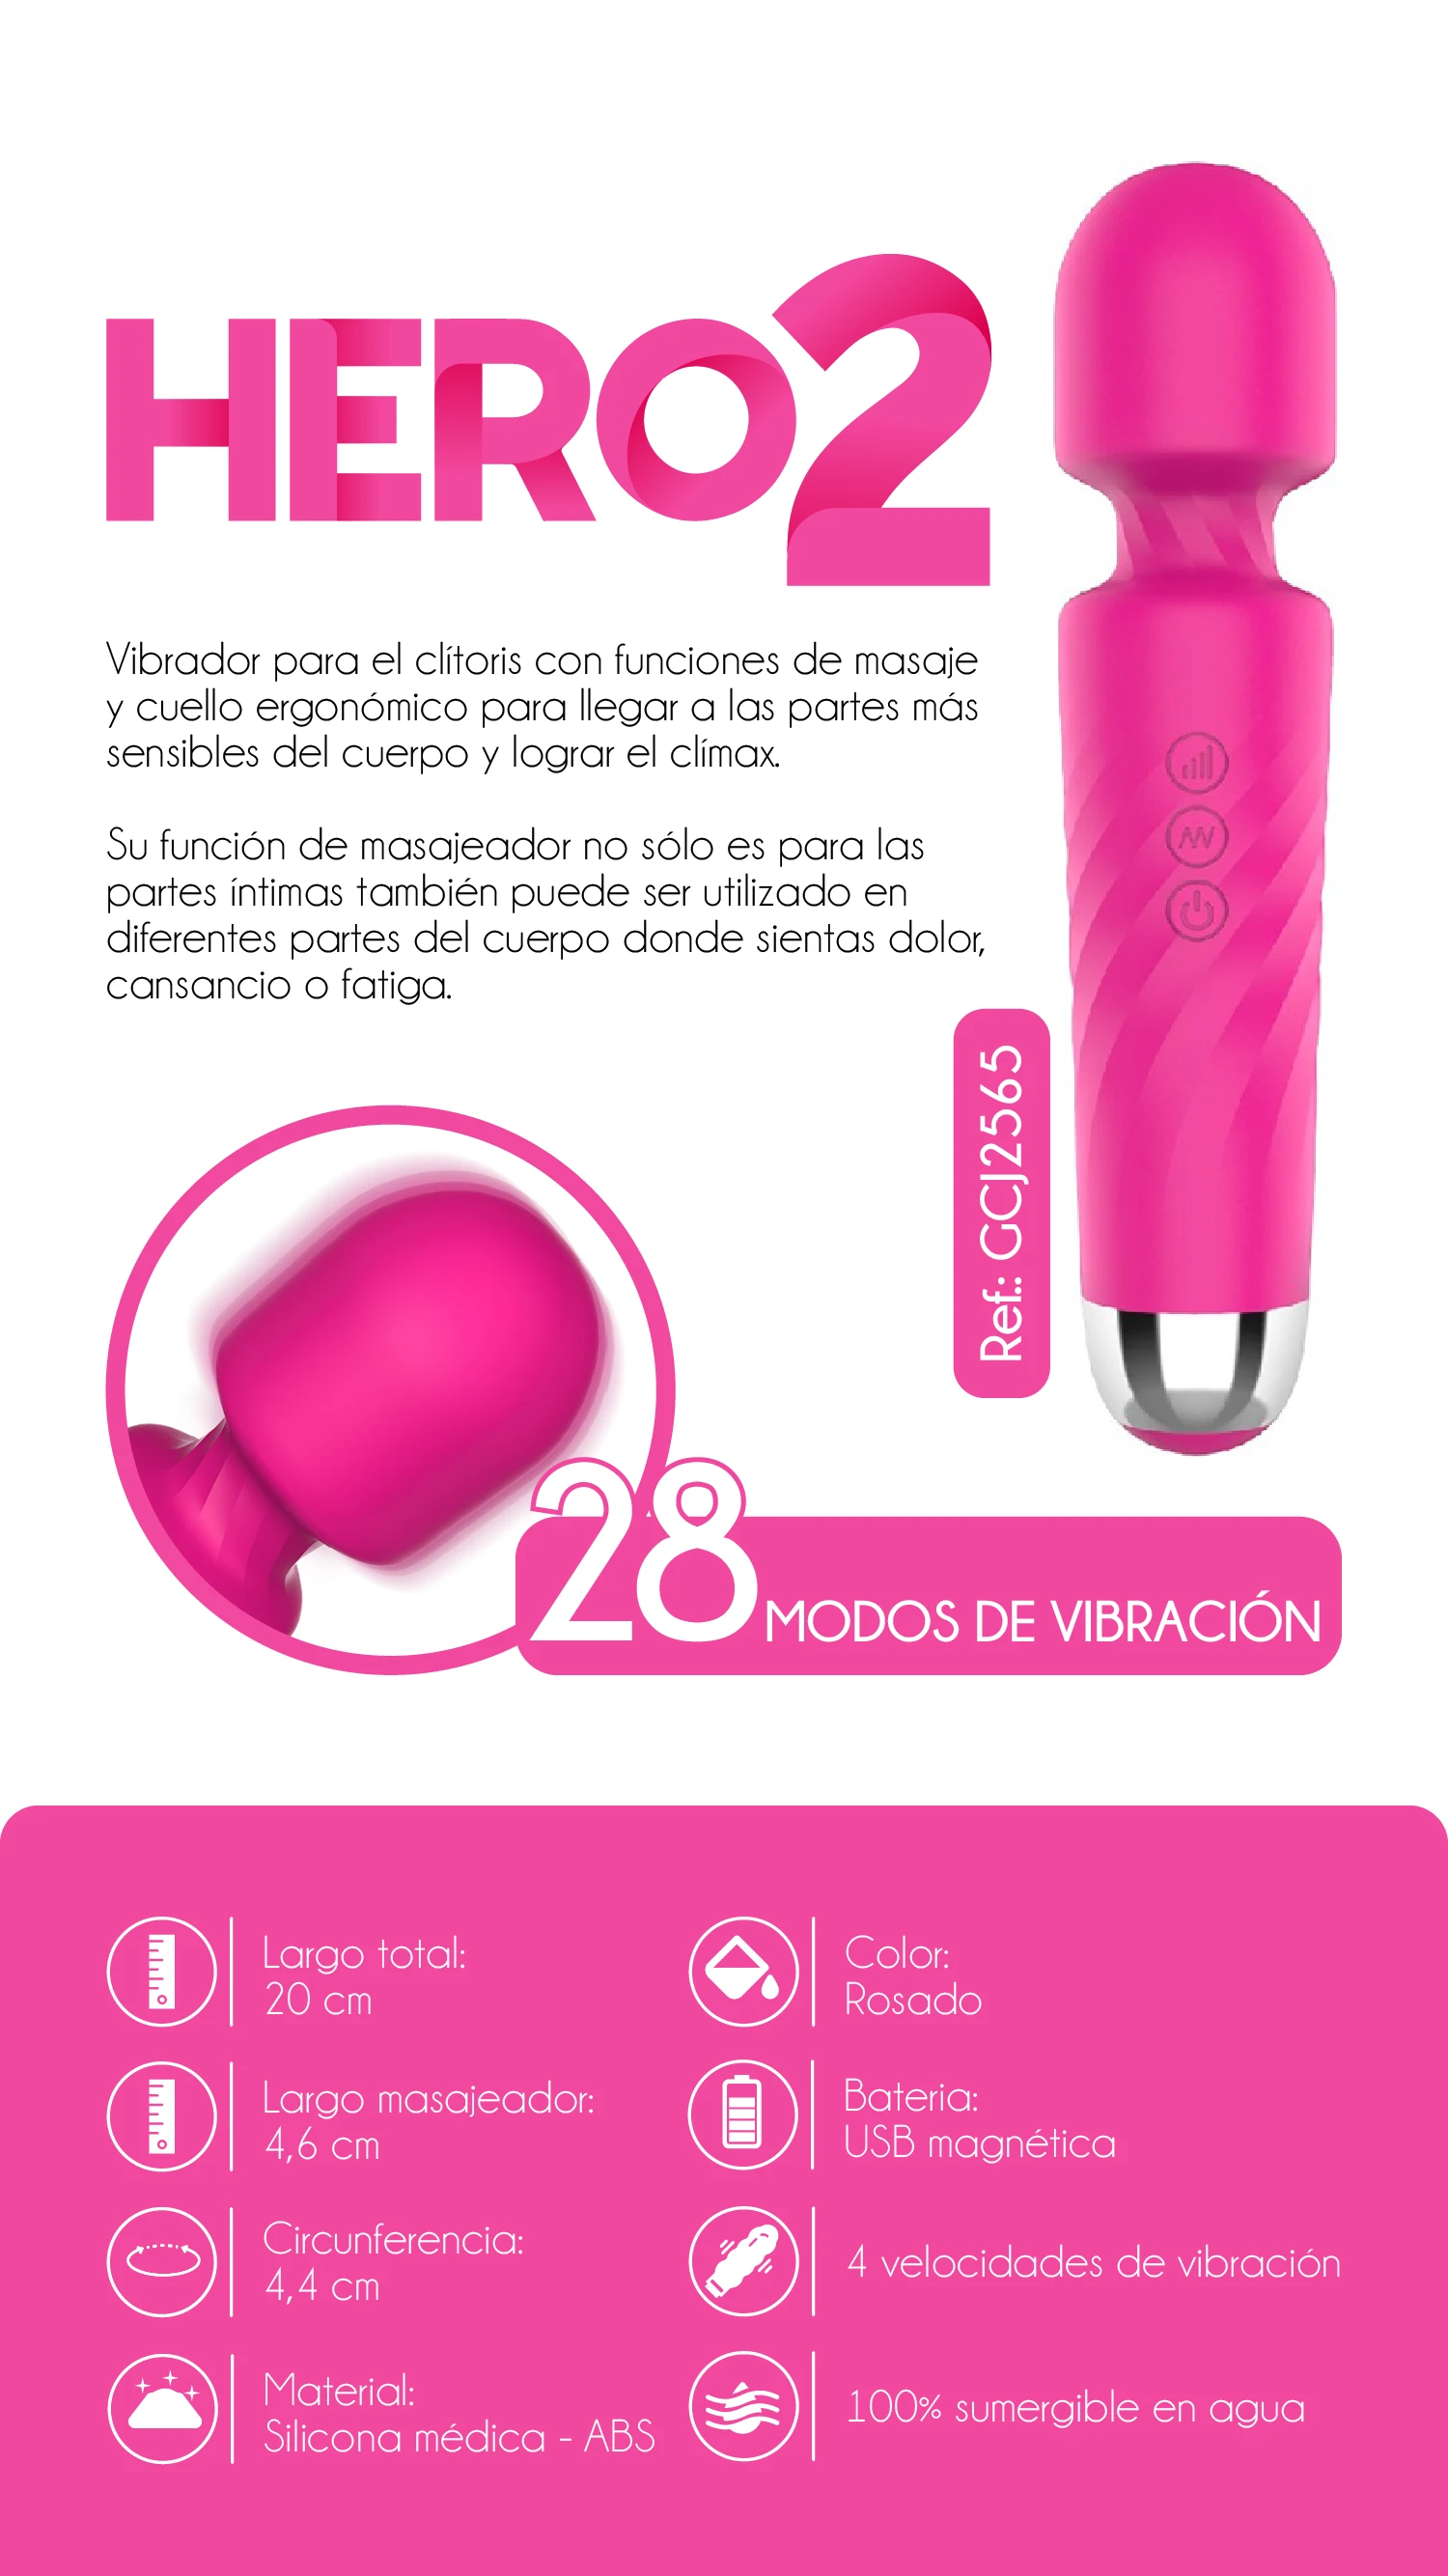 HERO2
Vibrador para el clítoris con funciones de masaje
y cuello ergonómico para llegar a las partes más
sensibles del cuerpo y lograr el clímax.
Su función de masajeador no sólo es para las
partes íntimas también puede ser utilizado en
diferentes partes del cuerpo donde sientas dolor,
cansancio o fatiga.
Ref.: GCJ2565
28 MODOS DE VIBRACIÓN
Largo total:
20 cm
Largo masajeador:
4,6 cm
Circunferencia:
4,4 cm
Material:
Silicona médica - ABS
Color:
Rosado
Bateria:
USB magnética
4 velocidades de vibración
100% sumergible en agua